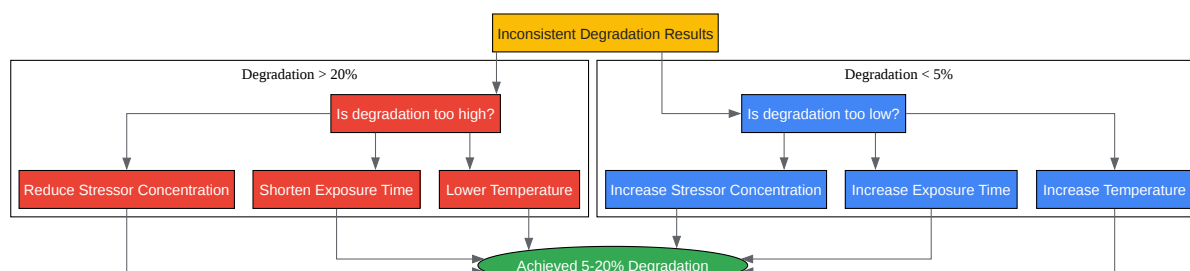 Inconsistent Degradation Results
Degradation > 20%
Degradation < 5%
Is degradation too high?
Is degradation too low?
Reduce Stressor Concentration
Shorten Exposure Time
Lower Temperature
Increase Stressor Concentration
Increase Exposure Time
Increase Temperature
Achieved 5-20% Degradation